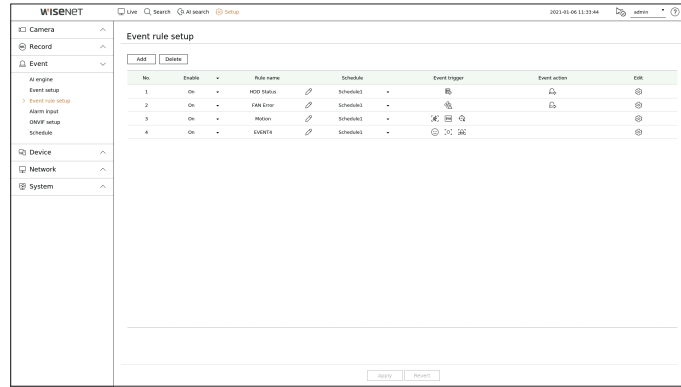 WISENET Live Search AI search Setup 2021-01-06 11:33:44 admin
Camera
Record
Event
AI engine
Event setup
Event rule setup
Alarm input
ONVIF setup
Schedule
Device
Network
System
Event rule setup
Add Delete
No. Enable Rule name Schedule Event trigger Event action Edit
1 On HDD Status Schedule1
2 On FAN Error Schedule1
3 On Motion Schedule1
4 On EVENT4 Schedule1
Apply Revert